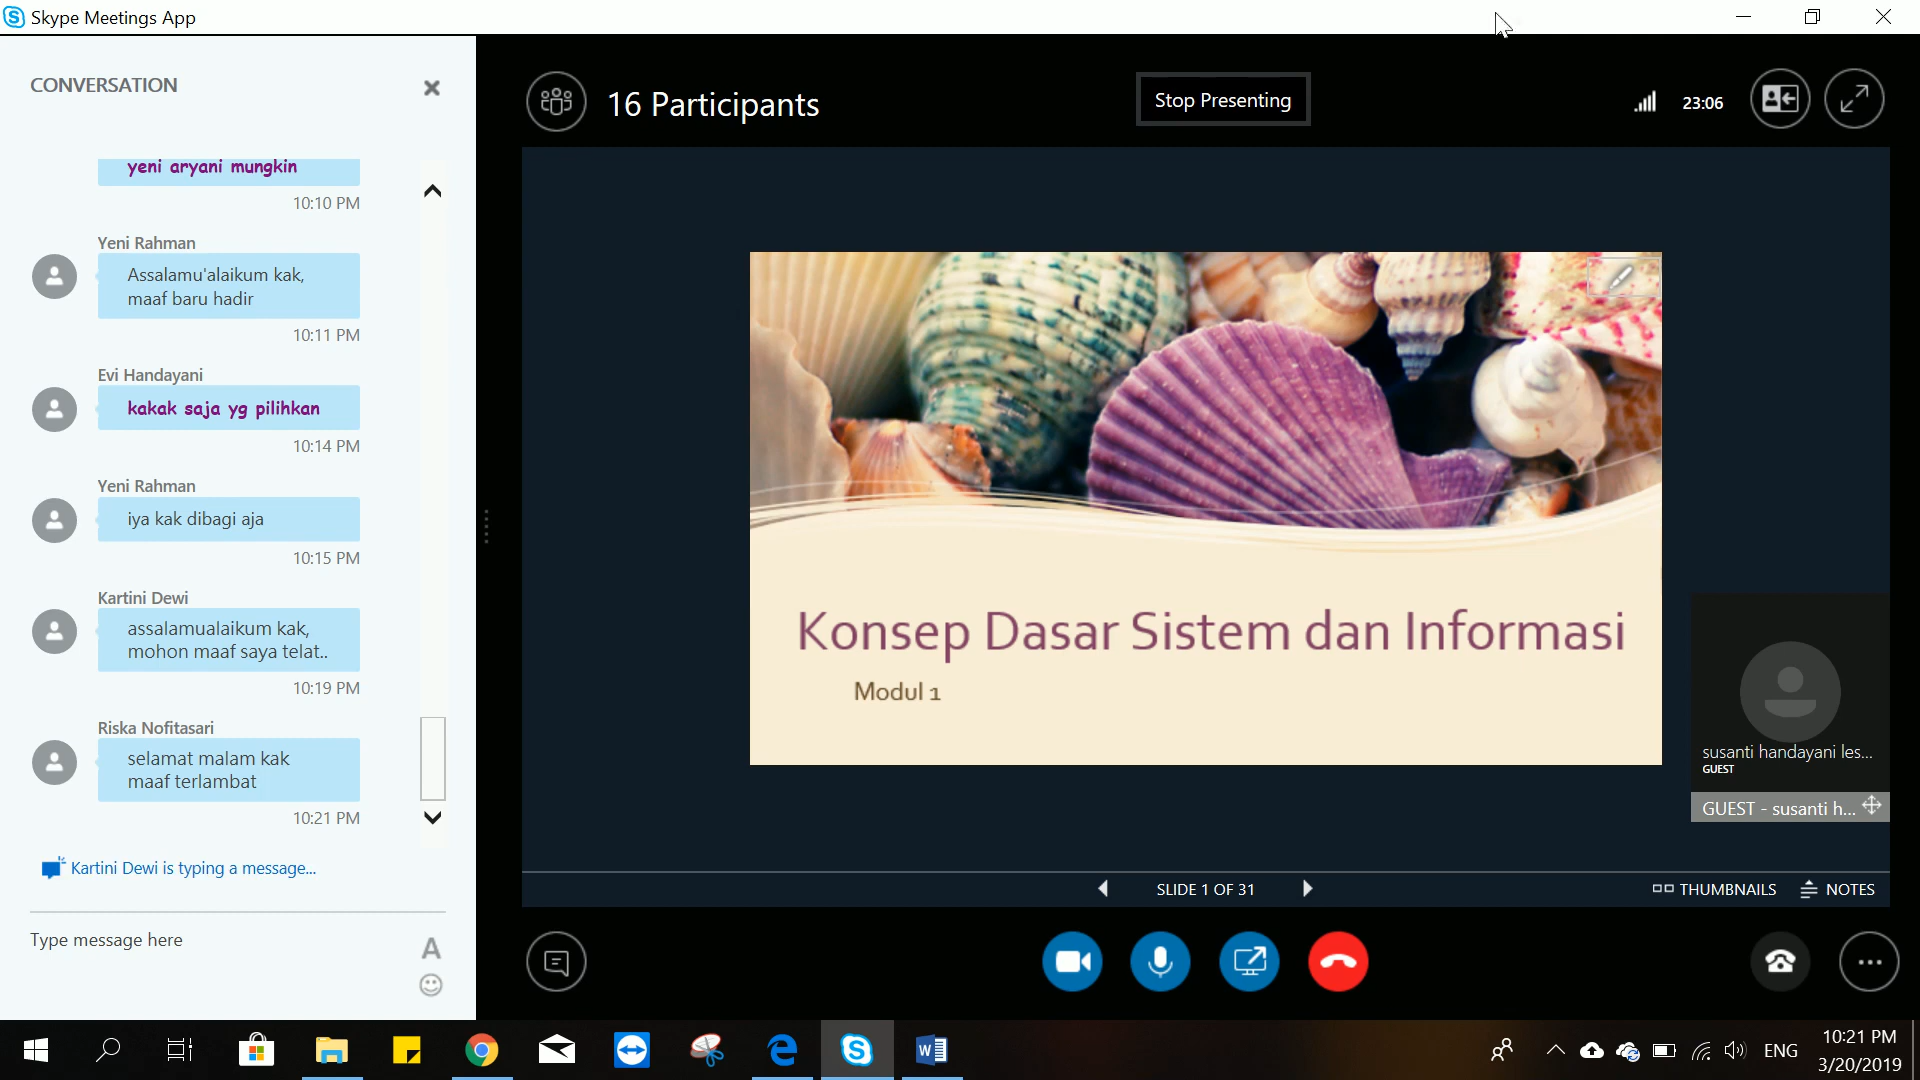 Skype Meetings App
CONVERSATION
yeni aryani mungkin
10:10 PM
Yeni Rahman
Assalamu'alaikum kak,
maaf baru hadir
10:11 PM
Evi Handayani
kakak saja yg pilihkan
10:14 PM
Yeni Rahman
iya kak dibagi aja
10:15 PM
Kartini Dewi
assalamualaikum kak,
mohon maaf saya telat..
10:19 PM
Riska Nofitasari
selamat malam kak
maaf terlambat
10:21 PM
Kartini Dewi is typing a message...
Type message here
A
16 Participants
Stop Presenting
23:06
Konsep Dasar Sistem dan Informasi
Modul 1
susanti handayani les...
GUEST
GUEST - susanti h...
SLIDE 1 OF 31
THUMBNAILS
NOTES
ENG
10:21 PM
3/20/2019